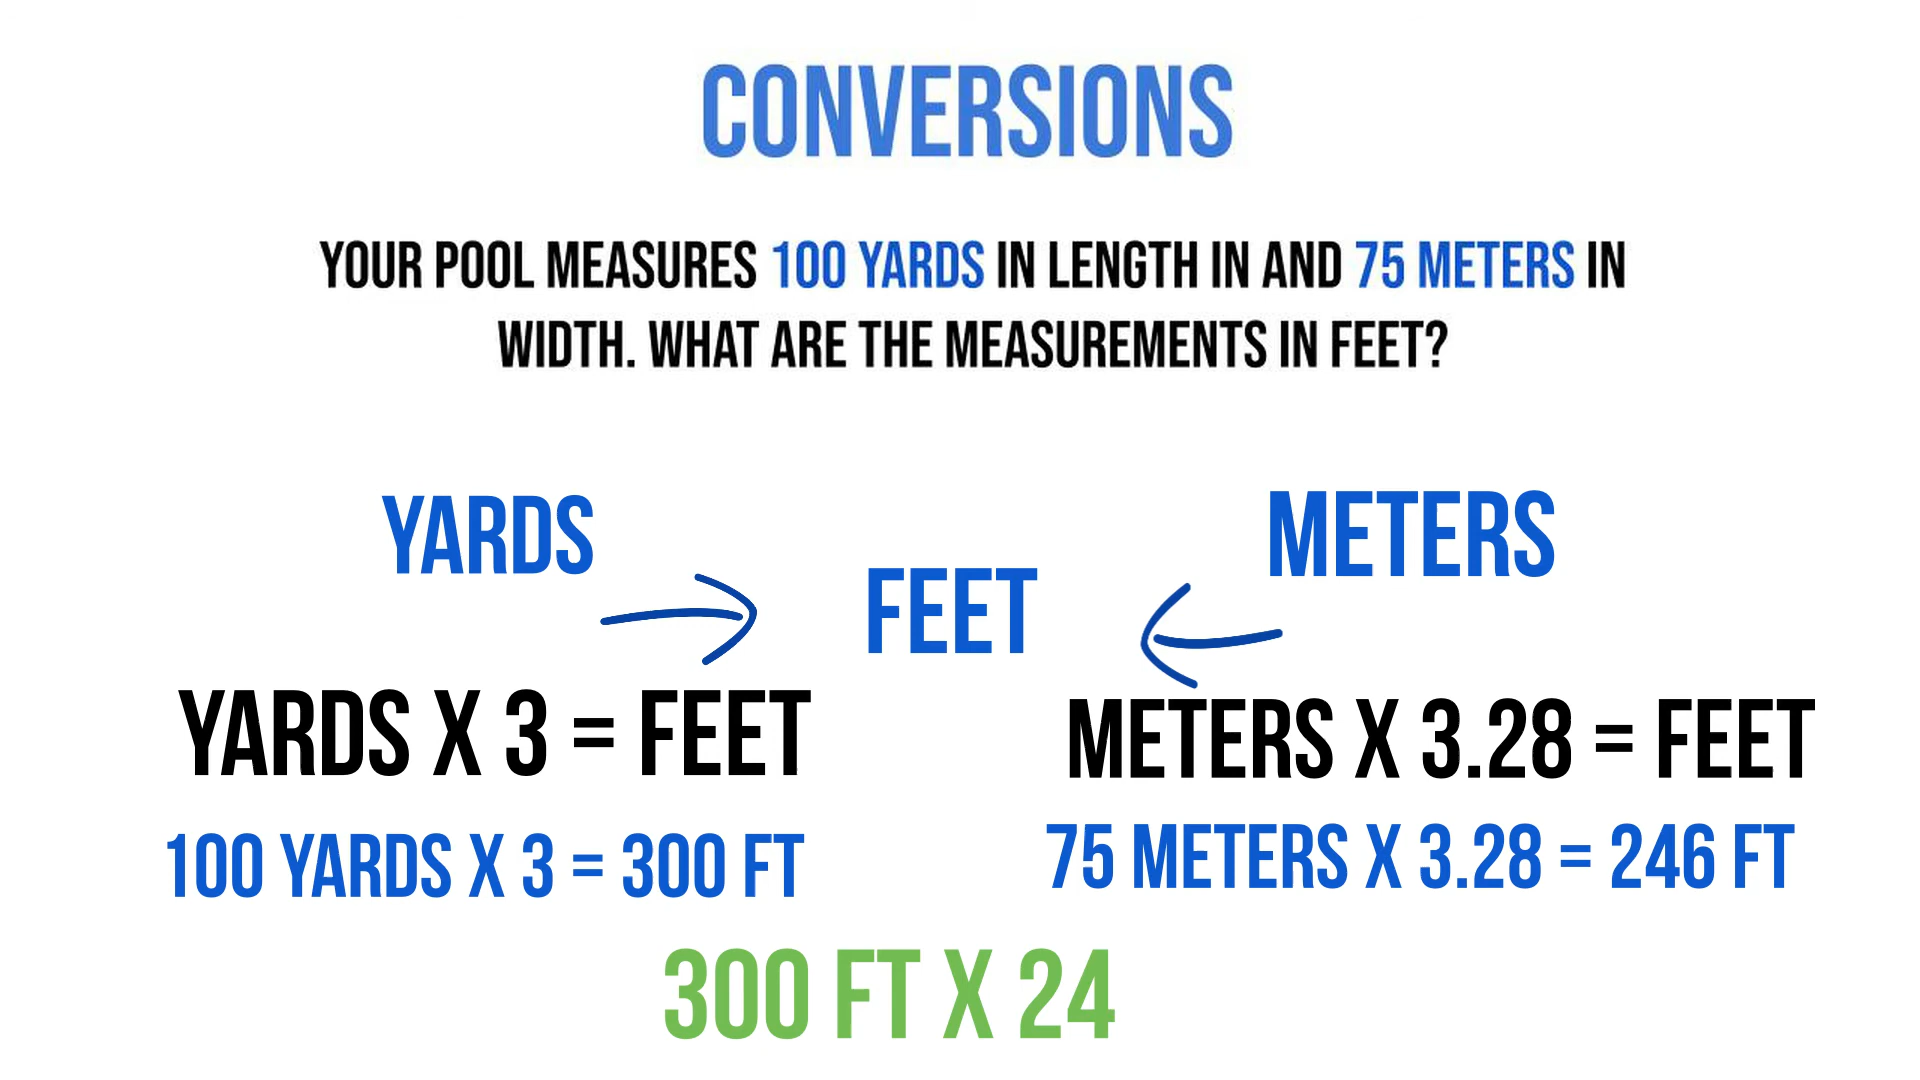 CONVERSIONS
YOUR POOL MEASURES 100 YARDS IN LENGTH IN AND 75 METERS IN
WIDTH. WHAT ARE THE MEASUREMENTS IN FEET?
YARDS
METERS
FEET
YARDS X 3 = FEET
METERS X 3.28 = FEET
100 YARDS X 3 = 300 FT
75 METERS X 3.28 = 246 FT
300 FT X 24